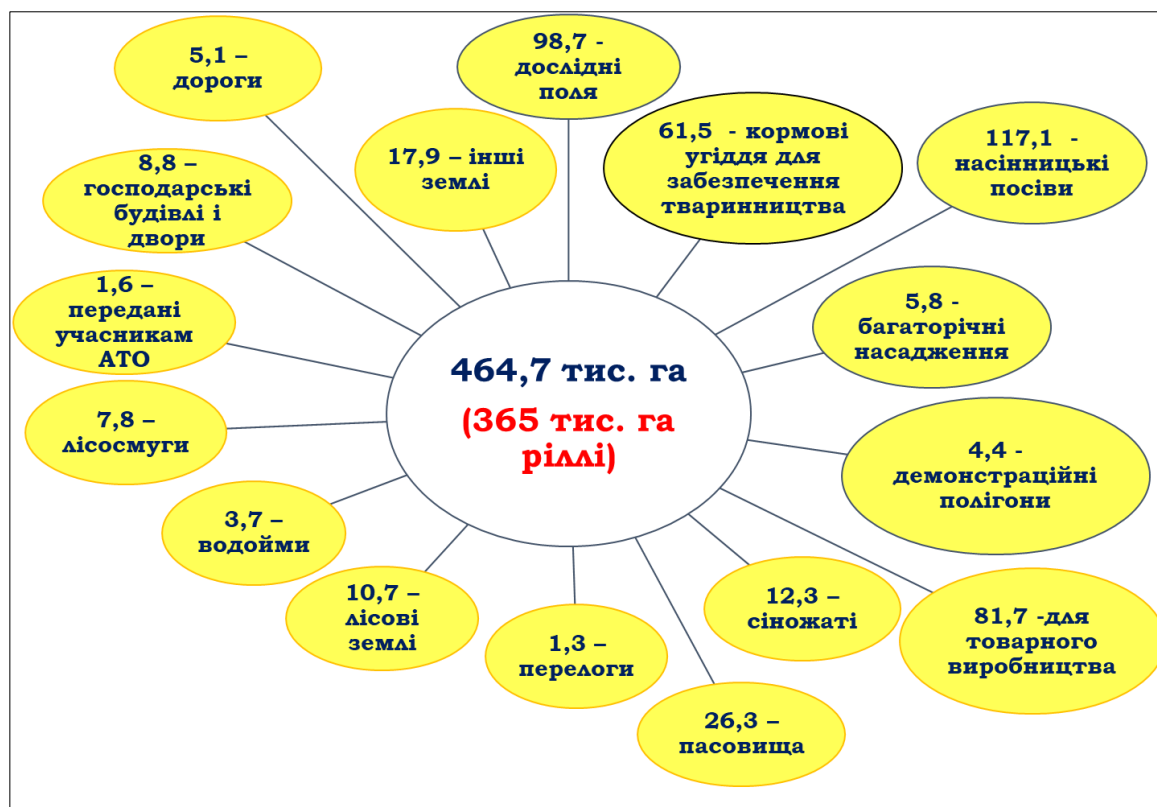 5,1 –
дороги
98,7 -
дослідні
поля
61,5 - кормові
угіддя для
забезпечення
тваринництва
117,1 -
насінницькі
посіви
17,9 – інші
землі
8,8 –
господарські
будівлі і
двори
1,6 –
передані
учасникам
АТО
5,8 -
багаторічні
насадження
464,7 тис. га
(365 тис. га
ріллі)
7,8 –
лісосмуги
4,4 -
демонстраційні
полігони
3,7 –
водойми
10,7 –
лісові
землі
1,3 –
перелоги
12,3 –
сіножаті
81,7 -для
товарного
виробництва
26,3 –
пасовища